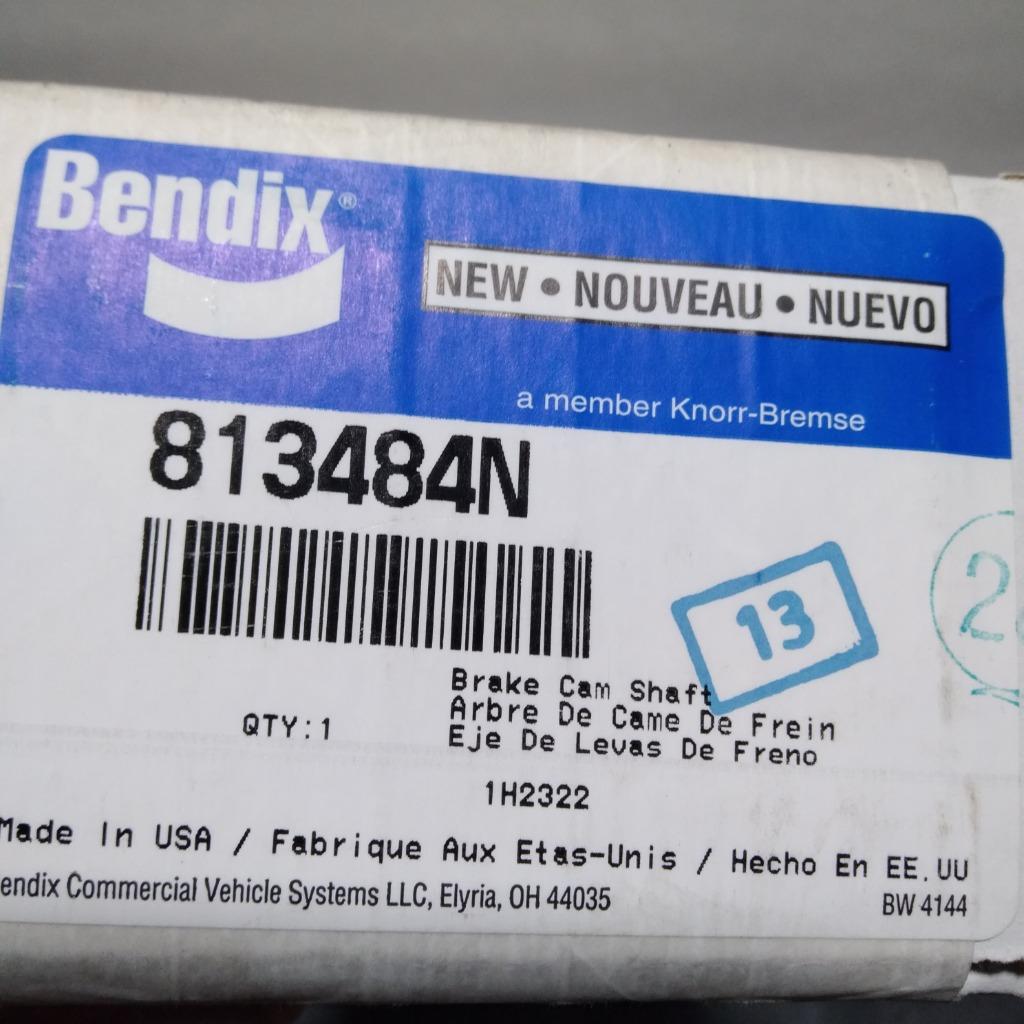 Bendix®
NEW • NOUVEAU • NUEVO
a member Knorr-Bremse
813484N
13
2
Brake Cam Shaft
Arbre De Came De Frein
Eje De Levas De Freno
QTY:1
1H2322
Made In USA / Fabrique Aux Etas-Unis / Hecho En EE.UU
endix Commercial Vehicle Systems LLC, Elyria, OH 44035
BW 4144